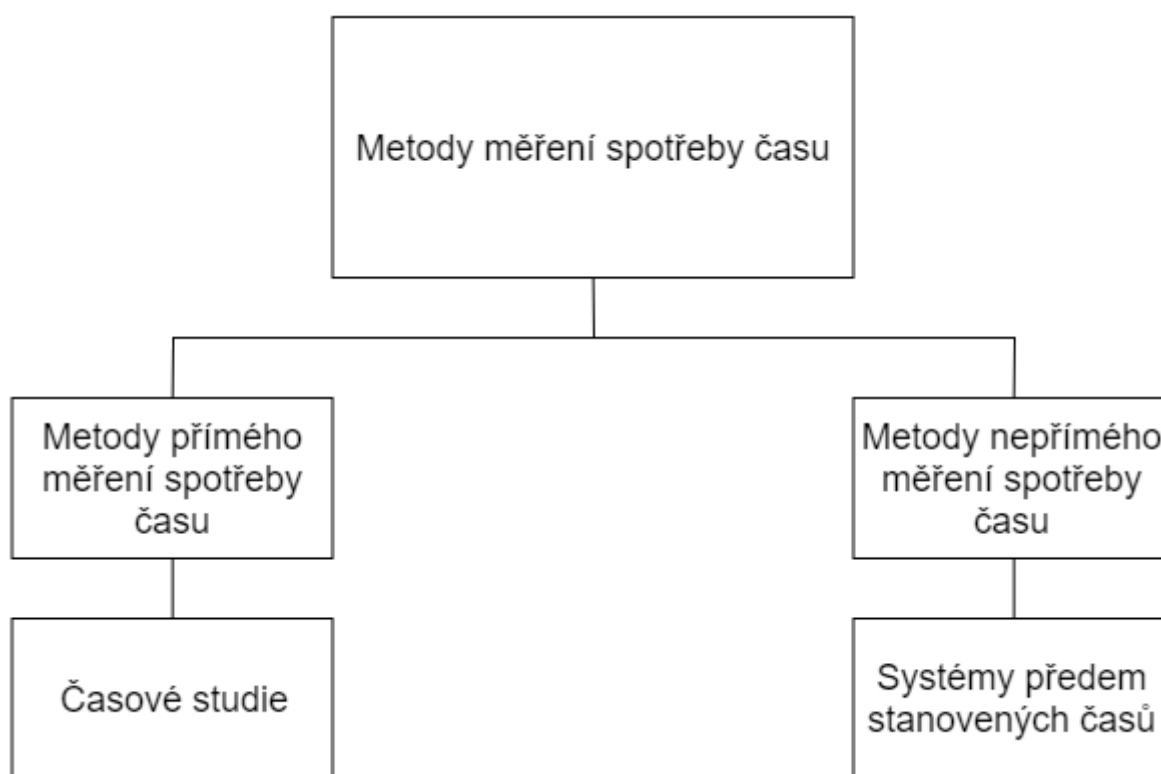 Metody měření spotřeby času
Metody přímého
měření spotřeby
času
Metody nepřímého
měření spotřeby
času
Časové studie
Systémy předem
stanovených časů